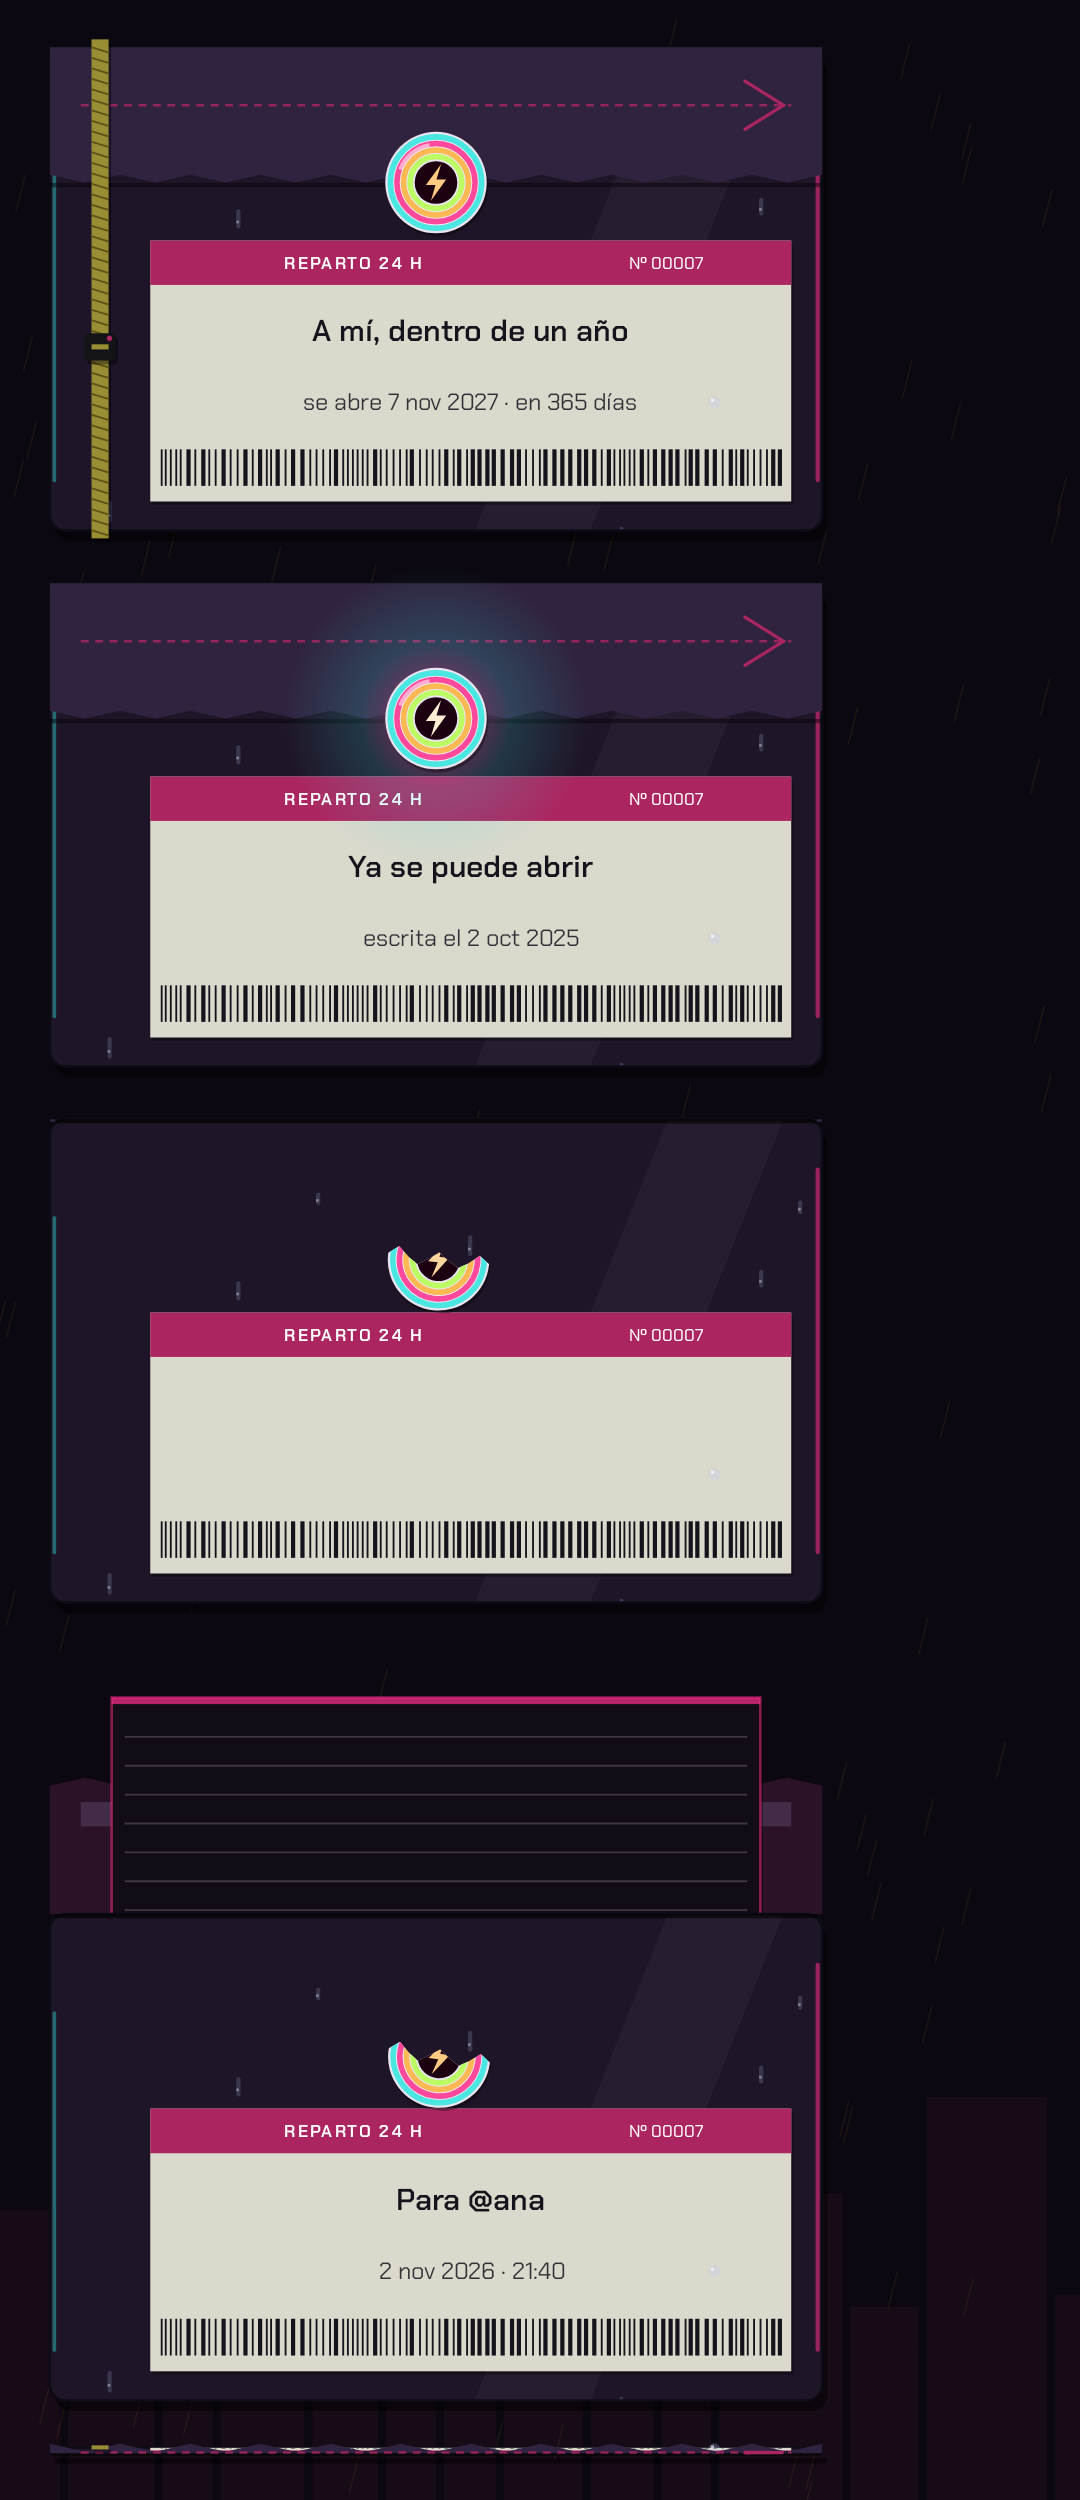 REPARTO 24 H
Nº 00007
A mí, dentro de un año
se abre 7 nov 2027 · en 365 días
REPARTO 24 H
Nº 00007
Ya se puede abrir
escrita el 2 oct 2025
REPARTO 24 H
Nº 00007
REPARTO 24 H
Nº 00007
Para @ana
2 nov 2026 · 21:40